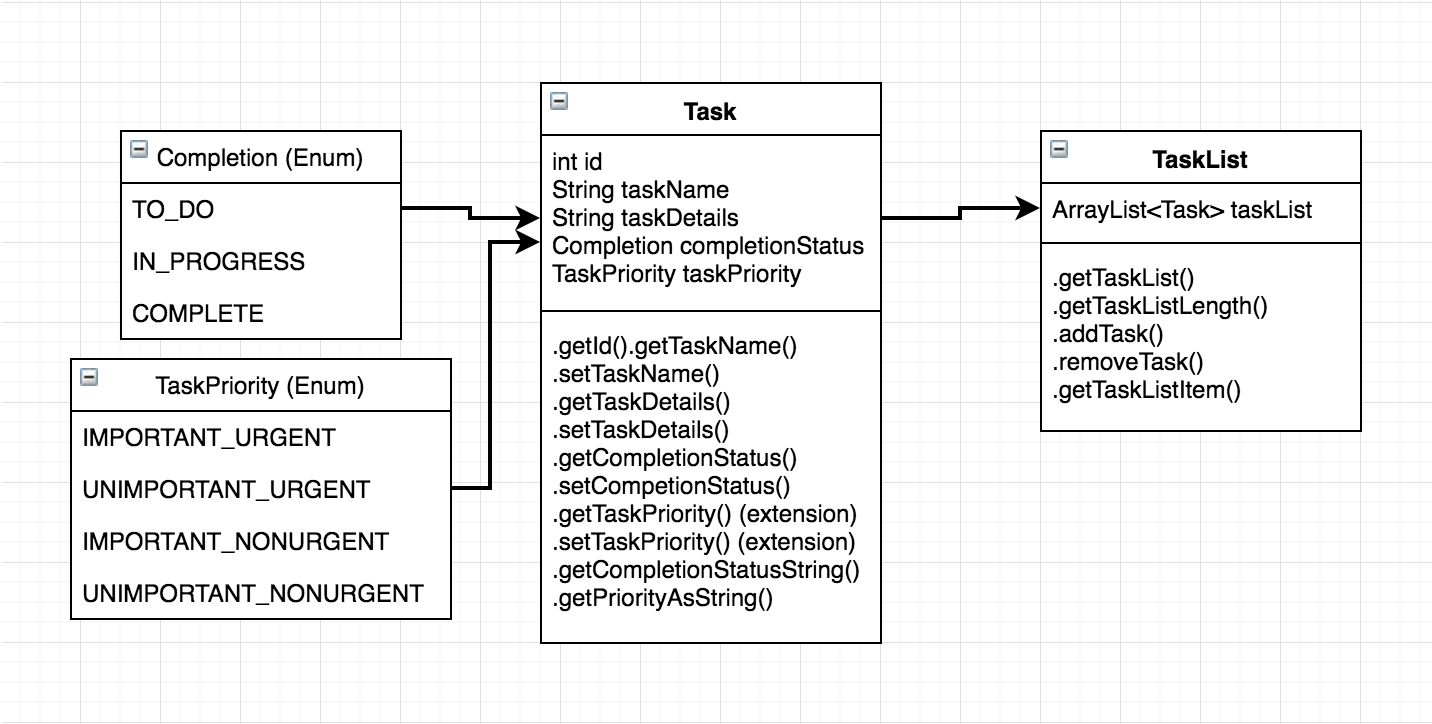 Completion (Enum)
TO_DO
IN_PROGRESS
COMPLETE
TaskPriority (Enum)
IMPORTANT_URGENT
UNIMPORTANT_URGENT
IMPORTANT_NONURGENT
UNIMPORTANT_NONURGENT
Task
int id
String taskName
String taskDetails
Completion completionStatus
TaskPriority taskPriority
.getId().getTaskName()
.setTaskName()
.getTaskDetails()
.setTaskDetails()
.getCompletionStatus()
.setCompetionStatus()
.getTaskPriority() (extension)
.setTaskPriority() (extension)
.getCompletionStatusString()
.getPriorityAsString()
TaskList
ArrayList<Task> taskList
.getTaskList()
.getTaskListLength()
.addTask()
.removeTask()
.getTaskListItem()